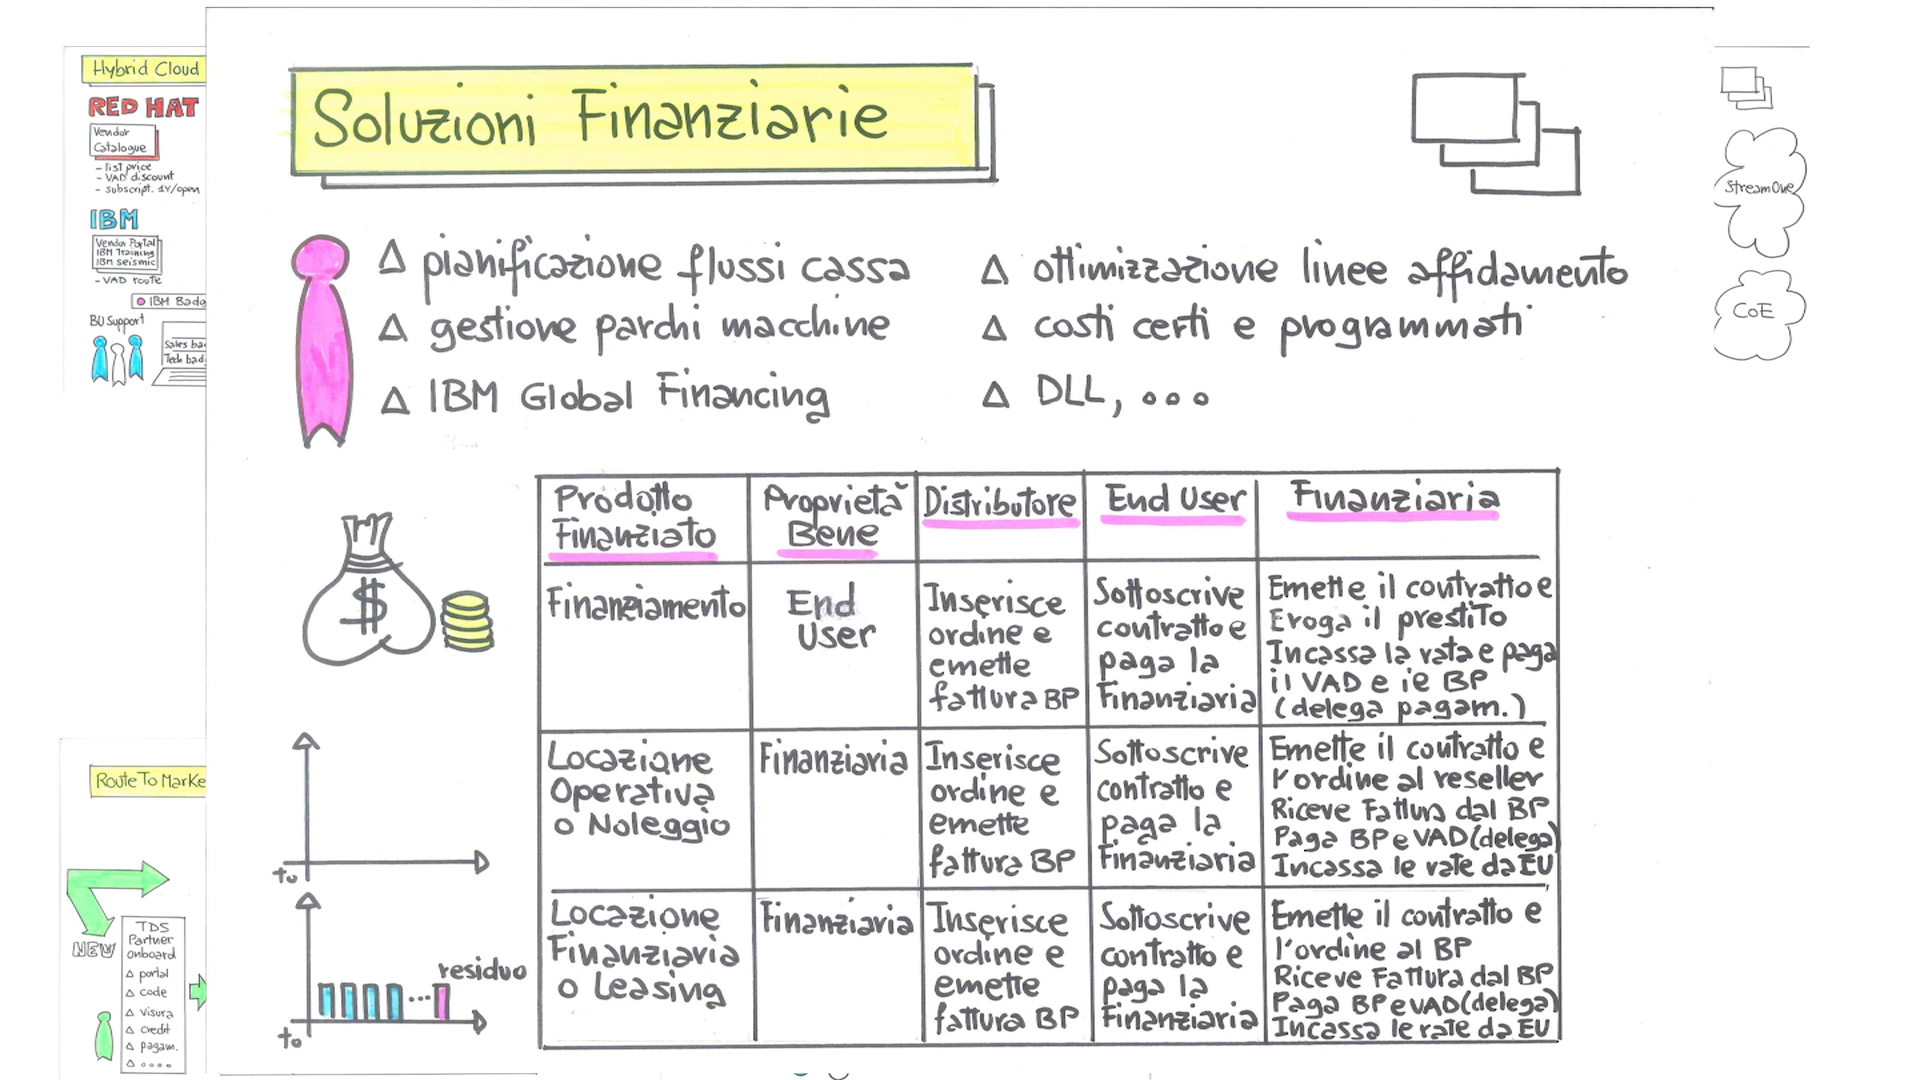 Hybrid Cloud
RED HAT
Vendor
Catalogue
- list price
- VAD discount
- subscript. 1Y/open
IBM
Vendor Portal
IBM Training
IBM seismic
- VAD route
IBM Badg
BU Support
Sales bad
Tech bad
Route To Marke
NEW
TDS
Partner
onboard
Δ portal
Δ code
Δ visura
Δ credit
Δ pagam.
Δ oooo
Soluzioni Finanziarie
Δ pianificazione flussi cassa
Δ gestione parchi macchine
Δ IBM Global Financing
Δ ottimizzazione linee affidamento
Δ costi certi e programmati
Δ DLL, ...
$
t₀
residuo
...
t₀
Prodotto
Finanziato
Proprietà
Bene
Distributore
End User
Finanziaria
Finanziamento
End
User
Inserisce
ordine e
emette
fattura BP
Sottoscrive
contratto e
paga la
Finanziaria
Emette il contratto e
Eroga il prestito
Incassa la rata e paga
il VAD e ie BP
(delega pagam.)
Locazione
Operativa
o Noleggio
Finanziaria
Inserisce
ordine e
emette
fattura BP
Sottoscrive
contratto e
paga la
Finanziaria
Emette il contratto e
l'ordine al reseller
Riceve Fattura dal BP
Paga BP e VAD (delega)
Incassa le rate da EU
Locazione
Finanziaria
o Leasing
Finanziaria
Inserisce
ordine e
emette
fattura BP
Sottoscrive
contratto e
paga la
Finanziaria
Emette il contratto e
l'ordine al BP
Riceve Fattura dal BP
Paga BP e VAD (delega)
Incassa le rate da EU
StreamOne
CoE